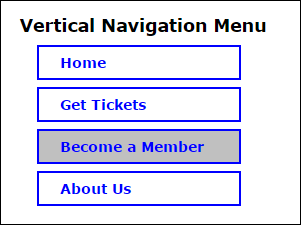 Vertical Navigation Menu
Home
Get Tickets
Become a Member
About Us